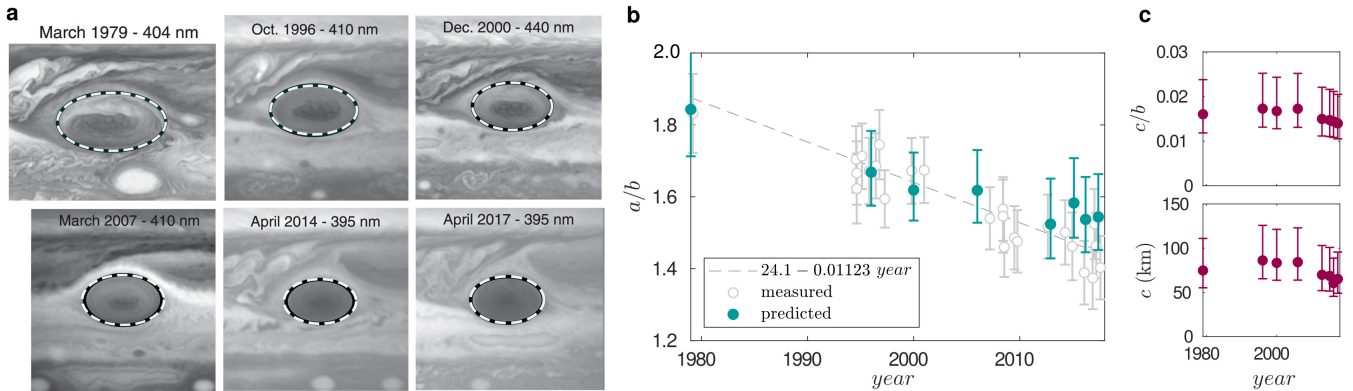 a
March 1979 - 404 nm
Oct. 1996 - 410 nm
Dec. 2000 - 440 nm
March 2007 - 410 nm
April 2014 - 395 nm
April 2017 - 395 nm
b
2.0
1.8
1.6
1.4
1.2
a/b
24.1 − 0.01123 year
measured
predicted
1980
1990
2000
2010
year
c
0.03
0.02
0.01
0
c/b
150
100
50
0
c (km)
1980
2000
year